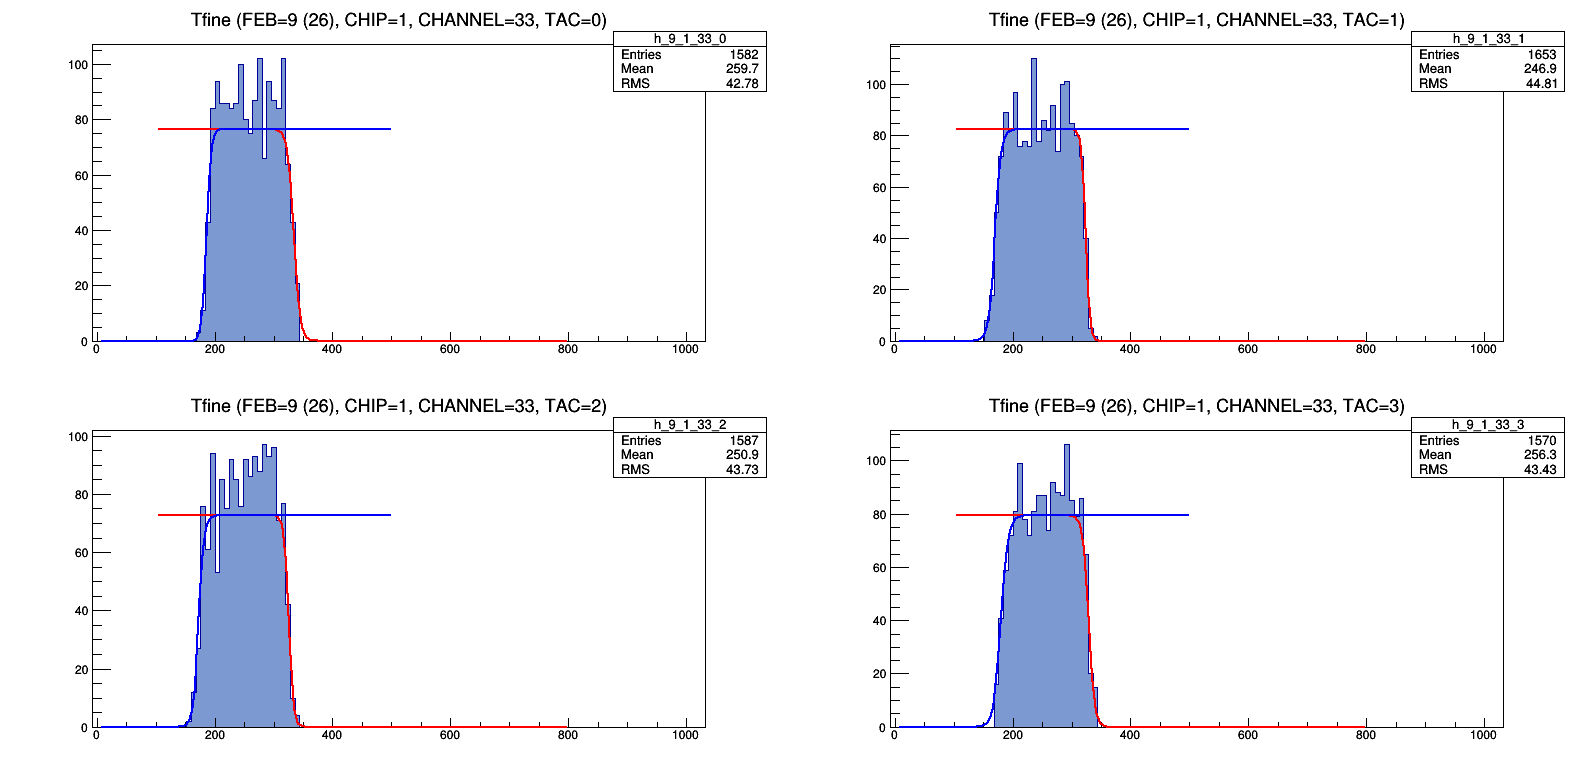 Tfine (FEB=9 (26), CHIP=1, CHANNEL=33, TAC=0)
h_9_1_33_0
Entries 1582
Mean 259.7
RMS 42.78
100
80
60
40
20
0
0 200 400 600 800 1000
Tfine (FEB=9 (26), CHIP=1, CHANNEL=33, TAC=1)
h_9_1_33_1
Entries 1653
Mean 246.9
RMS 44.81
100
80
60
40
20
0
0 200 400 600 800 1000
Tfine (FEB=9 (26), CHIP=1, CHANNEL=33, TAC=2)
h_9_1_33_2
Entries 1587
Mean 250.9
RMS 43.73
100
80
60
40
20
0
0 200 400 600 800 1000
Tfine (FEB=9 (26), CHIP=1, CHANNEL=33, TAC=3)
h_9_1_33_3
Entries 1570
Mean 256.3
RMS 43.43
100
80
60
40
20
0
0 200 400 600 800 1000